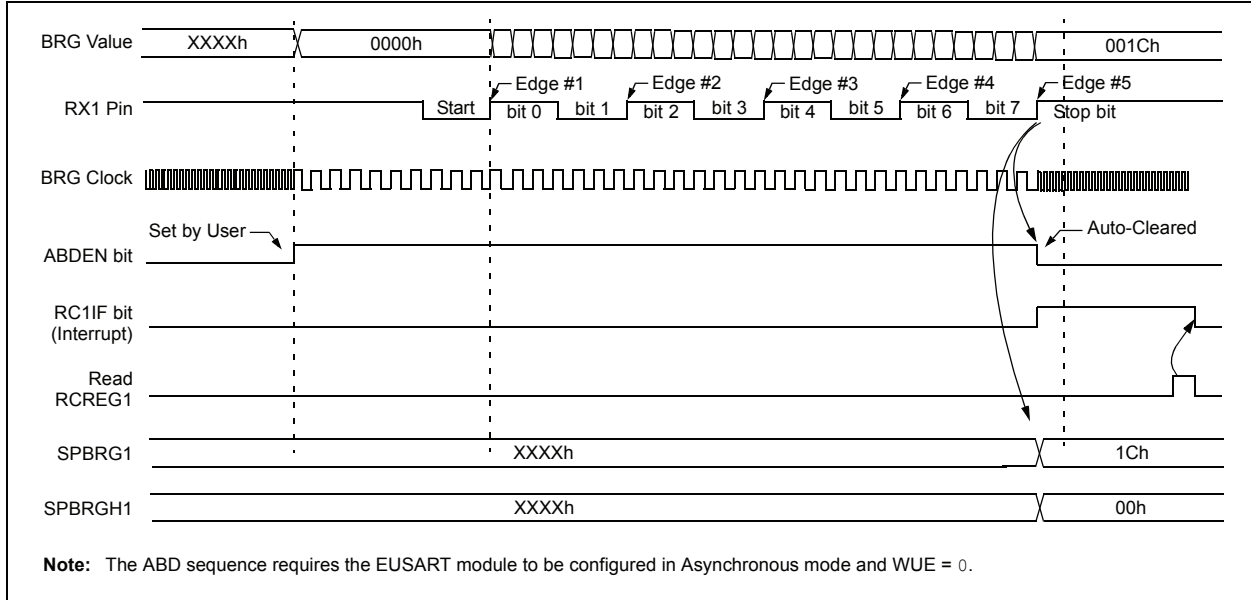 BRG Value XXXXh 0000h 001Ch
Edge #1 Edge #2 Edge #3 Edge #4 Edge #5
RX1 Pin Start bit 0 bit 1 bit 2 bit 3 bit 4 bit 5 bit 6 bit 7 Stop bit
BRG Clock
Set by User Auto-Cleared
ABDEN bit
RC1IF bit
(Interrupt)
Read
RCREG1
SPBRG1 XXXXh 1Ch
SPBRGH1 XXXXh 00h
Note: The ABD sequence requires the EUSART module to be configured in Asynchronous mode and WUE = 0.